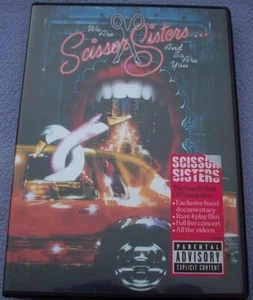 We Are
Scissor Sisters...
And So Are
You
SCISSOR
SISTERS
• Exclusive band
documentary
• Rare 4 play film
• Full live concert
• All the videos
PARENTAL
ADVISORY
EXPLICIT CONTENT